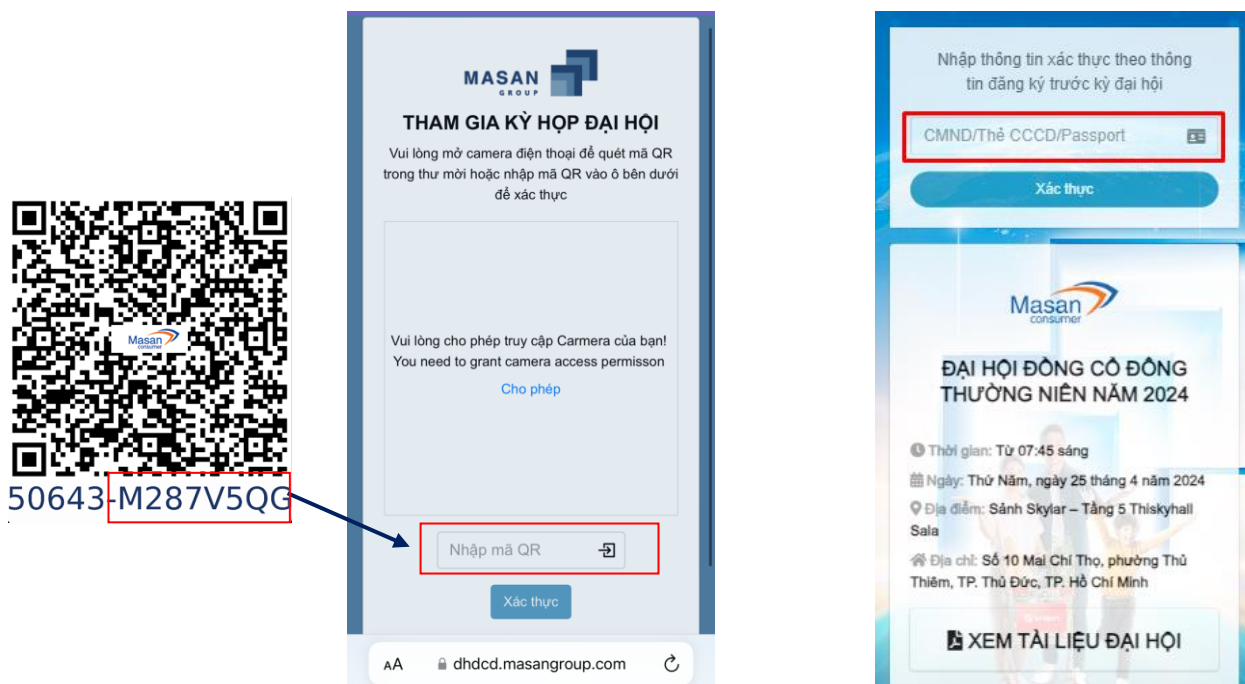 Masan
consumer
50643-M287V5QG
MASAN
GROUP
THAM GIA KỲ HỌP ĐẠI HỘI
Vui lòng mở camera điện thoại để quét mã QR
trong thư mời hoặc nhập mã QR vào ô bên dưới
để xác thực
Vui lòng cho phép truy cập Carmera của bạn!
You need to grant camera access permisson
Cho phép
Nhập mã QR
Xác thực
AA dhdcd.masangroup.com
Nhập thông tin xác thực theo thông
tin đăng ký trước kỳ đại hội
CMND/Thẻ CCCD/Passport
Xác thực
Masan
consumer
ĐẠI HỘI ĐỒNG CỔ ĐÔNG
THƯỜNG NIÊN NĂM 2024
Thời gian: Từ 07:45 sáng
Ngày: Thứ Năm, ngày 25 tháng 4 năm 2024
Địa điểm: Sảnh Skylar – Tầng 5 Thiskyhall
Sala
Địa chỉ: Số 10 Mai Chí Thọ, phường Thủ
Thiêm, TP. Thủ Đức, TP. Hồ Chí Minh
XEM TÀI LIỆU ĐẠI HỘI